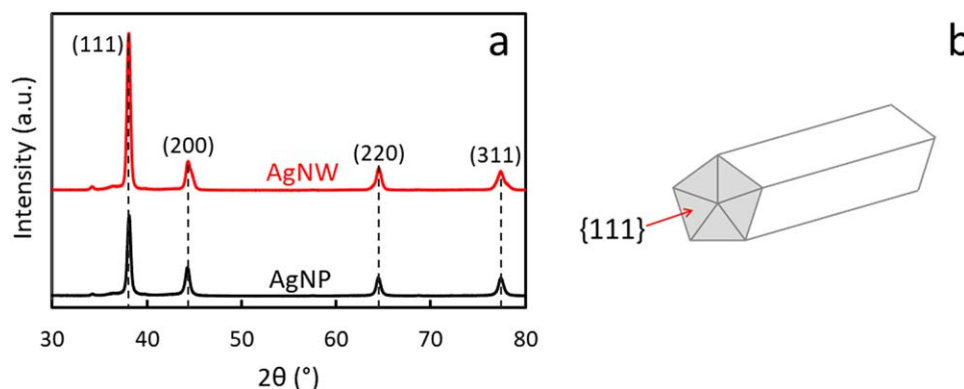 a
b
(111)
(200)
(220)
(311)
AgNW
AgNP
Intensity (a.u.)
30 40 50 60 70 80
2θ (°)
{111}